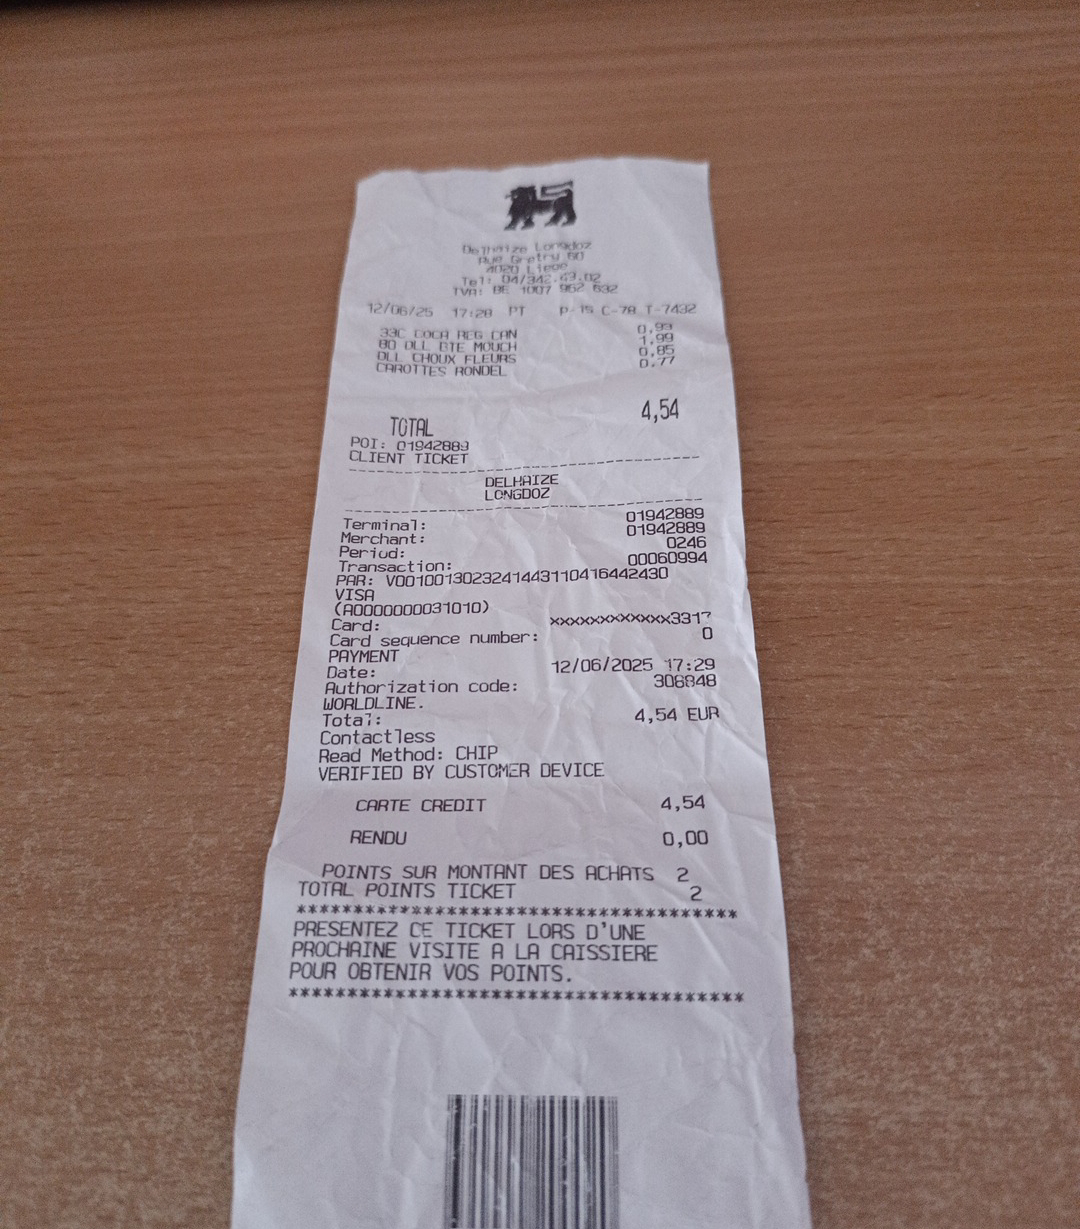 Delhaize Longdoz
Rue Gretry 60
4020 Liege
Tel: 04/342.63.02
TVA: BE 1007 962 632
12/06/25 17:28 PT p-15 C-78 T-7432
33C COCA REG CAN 0,93
80 DLL BTE MOUCH 1,99
DLL CHOUX FLEURS 0,85
CAROTTES RONDEL 0,77
TOTAL 4,54
POI: 01942889
CLIENT TICKET
DELHAIZE
LONGDOZ
Terminal: 01942889
Merchant: 01942889
Period: 0246
Transaction: 00060994
PAR: V0010013023241443110416442430
VISA
(A0000000031010)
Card: xxxxxxxxxxxx3317
Card sequence number: 0
PAYMENT
Date: 12/06/2025 17:29
Authorization code: 306848
WORLDLINE.
Total: 4,54 EUR
Contactless
Read Method: CHIP
VERIFIED BY CUSTOMER DEVICE
CARTE CREDIT 4,54
RENDU 0,00
POINTS SUR MONTANT DES ACHATS 2
TOTAL POINTS TICKET 2
***************************************
PRESENTEZ CE TICKET LORS D'UNE
PROCHAINE VISITE A LA CAISSIERE
POUR OBTENIR VOS POINTS.
***************************************